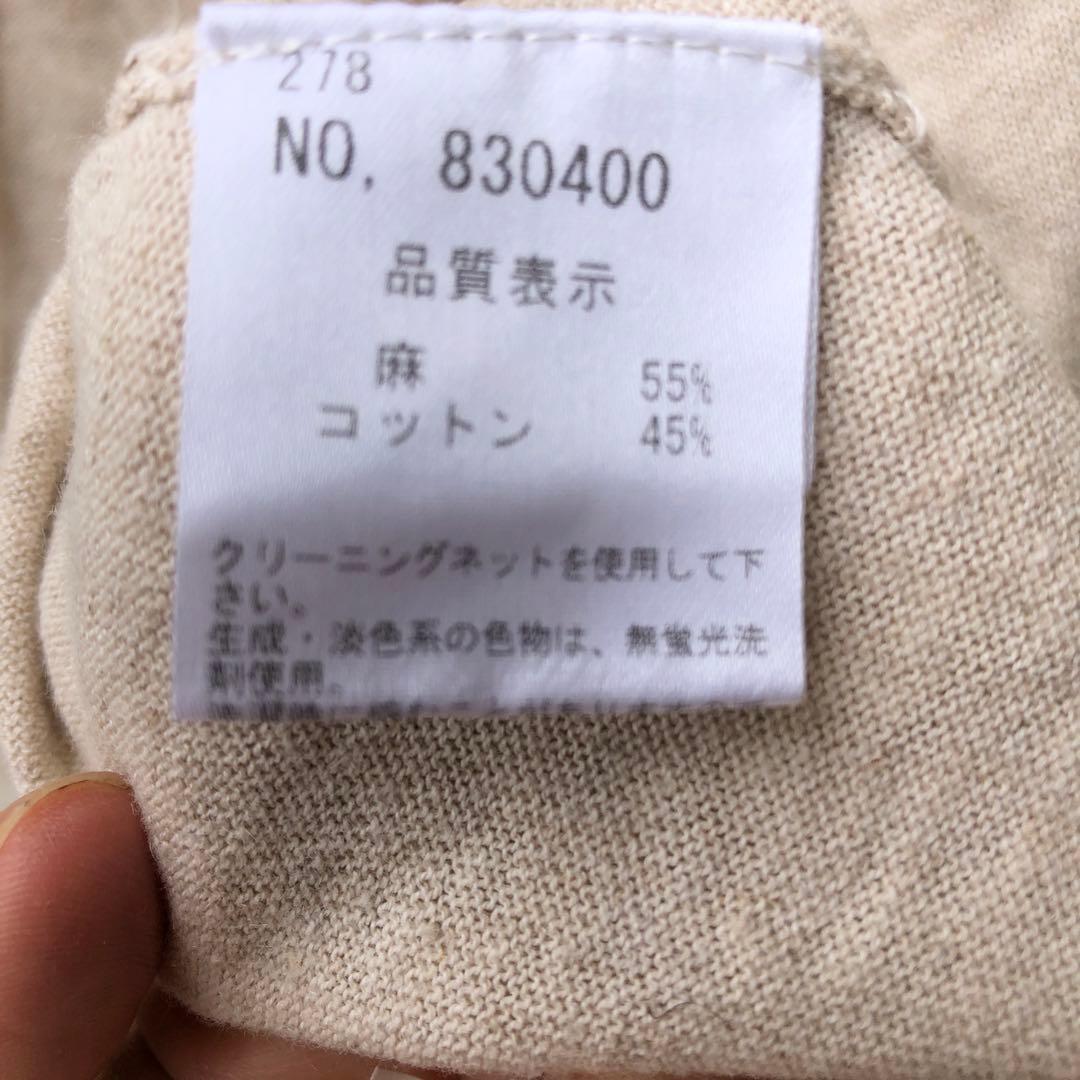 278
NO. 830400
品質表示
麻 55%
コットン 45%
クリーニングネットを使用して下
さい。
生成・淡色系の色物は、無蛍光洗
剤使用。